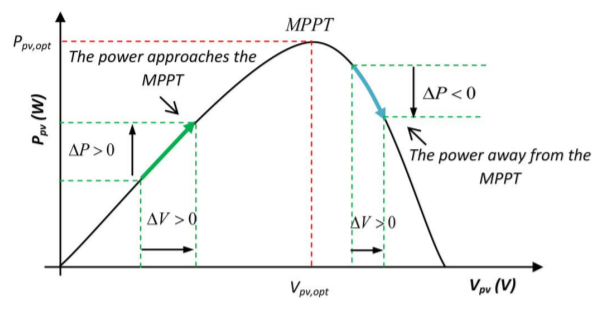 MPPT
P_pv,opt
The power approaches the
MPPT
ΔP < 0
P_pv (W)
ΔP > 0
The power away from the
MPPT
ΔV > 0
ΔV > 0
V_pv,opt
V_pv (V)